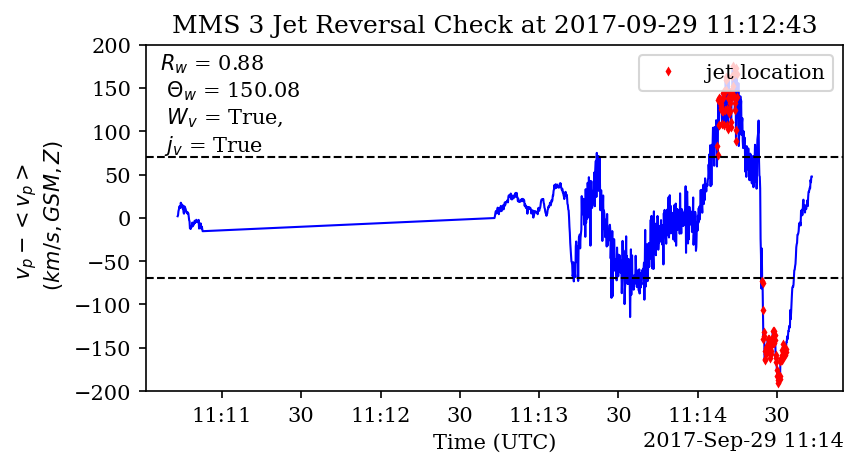 MMS 3 Jet Reversal Check at 2017-09-29 11:12:43
R_w = 0.88
Θ_w = 150.08
W_v = True,
j_v = True
jet location
200
150
100
50
0
−50
−100
−150
−200
v_p − < v_p >
(km/s, GSM, Z)
11:11 30 11:12 30 11:13 30 11:14 30
Time (UTC)
2017-Sep-29 11:14